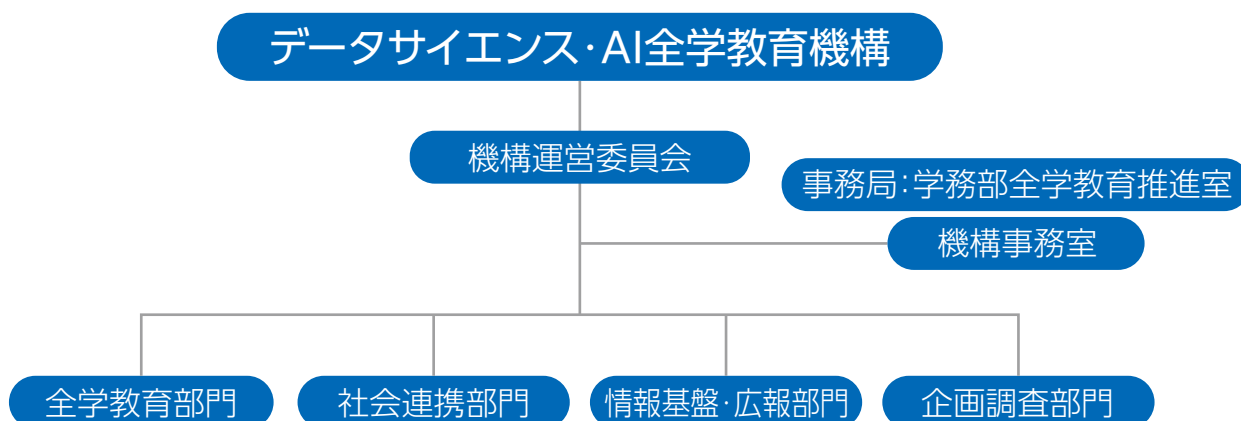 データサイエンス・AI全学教育機構
機構運営委員会
事務局:学務部全学教育推進室
機構事務室
全学教育部門
社会連携部門
情報基盤・広報部門
企画調査部門